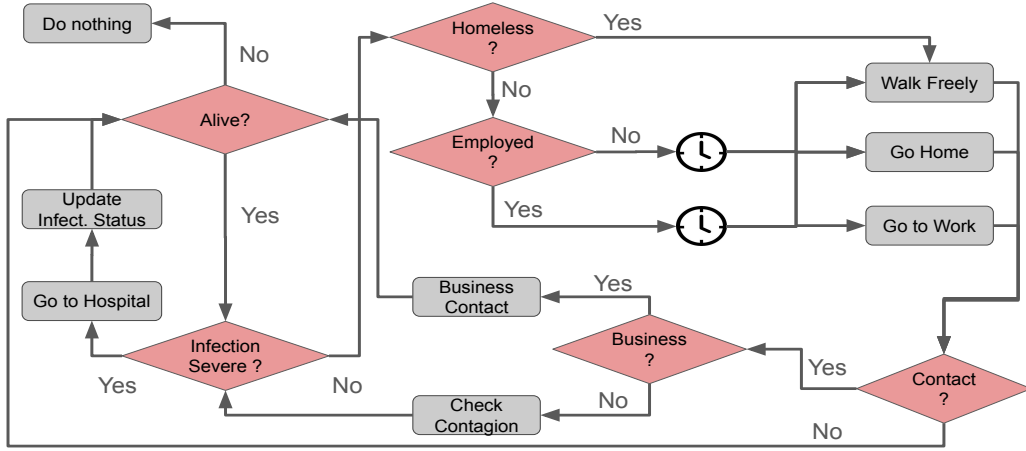 Do nothing
No
Homeless
?
Yes
Walk Freely
Alive?
No
Employed
?
No
Go Home
Update
Infect. Status
Yes
Yes
Go to Work
Go to Hospital
Business
Contact
Yes
Infection
Severe ?
Yes
No
Business
?
Yes
Contact
?
Check
Contagion
No
No